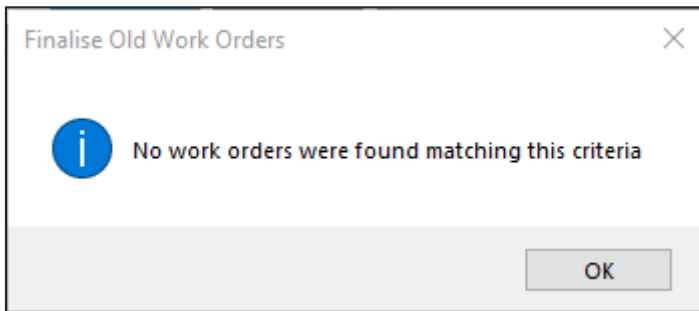 Finalise Old Work Orders
No work orders were found matching this criteria
OK